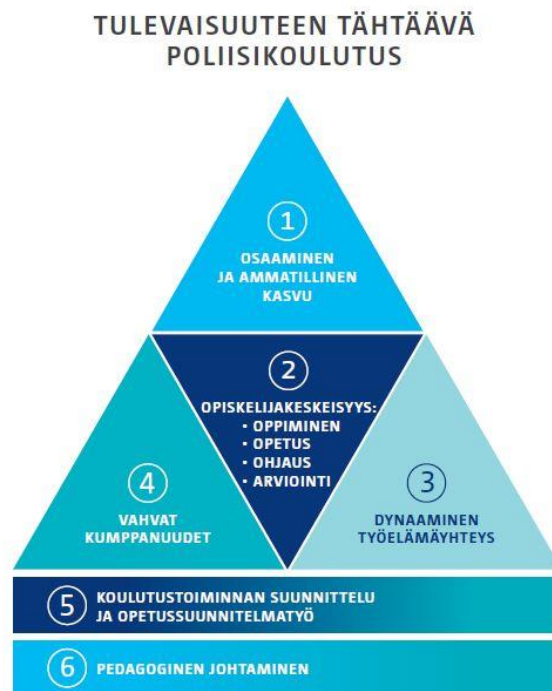 TULEVAISUUTEEN TÄHTÄÄVÄ
POLIISIKOULUTUS
1
OSAAMINEN
JA AMMATILLINEN
KASVU
2
OPISKELIJAKESKEISYYS:
• OPPIMINEN
• OPETUS
• OHJAUS
• ARVIOINTI
4
VAHVAT
KUMPPANUUDET
3
DYNAAMINEN
TYÖELÄMÄYHTEYS
5
KOULUTUSTOIMINNAN SUUNNITTELU
JA OPETUSSUUNNITELMATYÖ
6 PEDAGOGINEN JOHTAMINEN